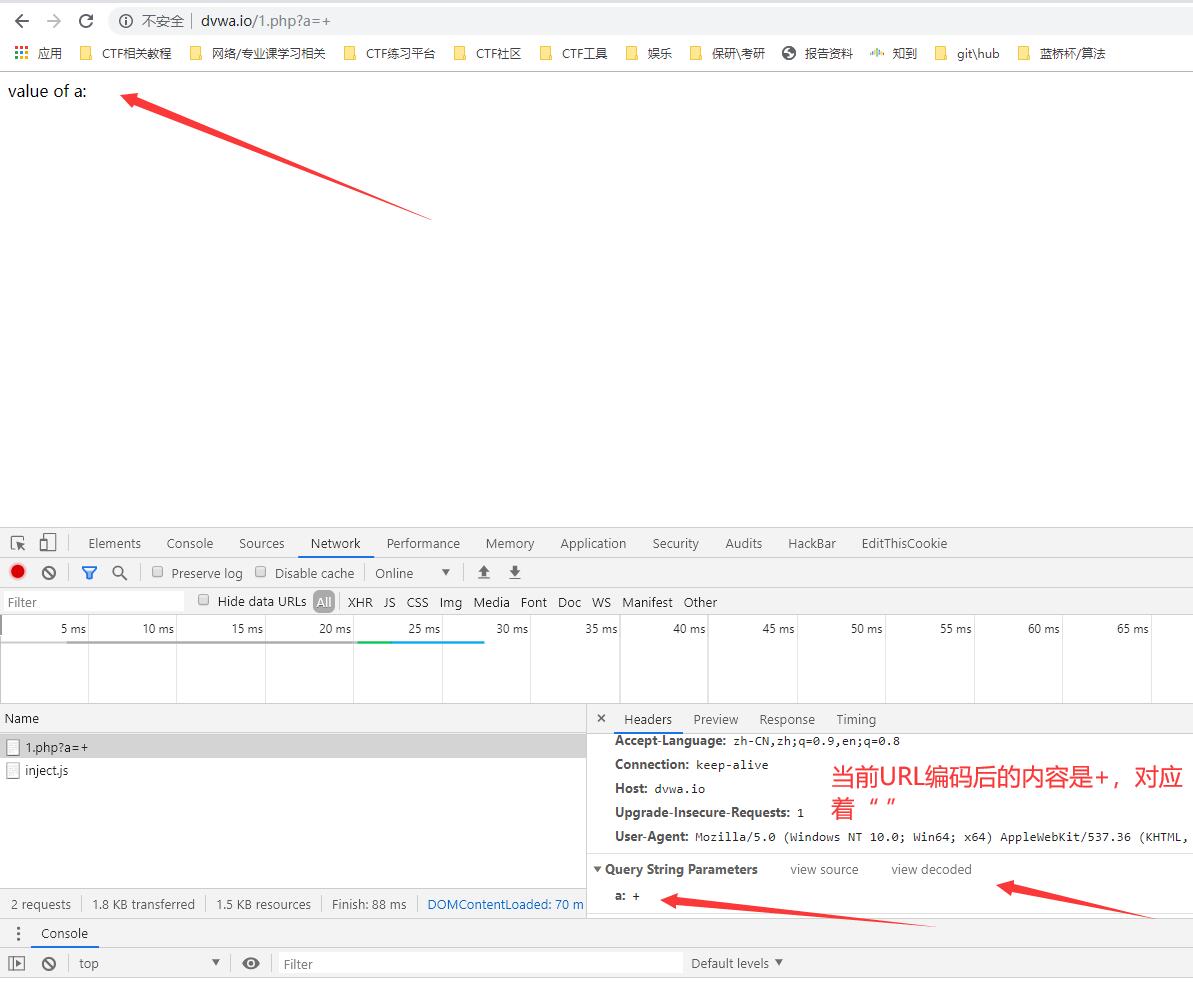 不安全 dvwa.io/1.php?a=+
应用 CTF相关教程 网络/专业课学习相关 CTF练习平台 CTF社区 CTF工具 娱乐 保研\考研 报告资料 知到 git\hub 蓝桥杯/算法
value of a:
Elements Console Sources Network Performance Memory Application Security Audits HackBar EditThisCookie
Preserve log Disable cache Online
Filter Hide data URLs All XHR JS CSS Img Media Font Doc WS Manifest Other
5 ms 10 ms 15 ms 20 ms 25 ms 30 ms 35 ms 40 ms 45 ms 50 ms 55 ms 60 ms 65 ms
Name
1.php?a=+
inject.js
2 requests 1.8 KB transferred 1.5 KB resources Finish: 88 ms DOMContentLoaded: 70 m
× Headers Preview Response Timing
Accept-Language: zh-CN,zh;q=0.9,en;q=0.8
Connection: keep-alive
Host: dvwa.io
Upgrade-Insecure-Requests: 1
User-Agent: Mozilla/5.0 (Windows NT 10.0; Win64; x64) AppleWebKit/537.36 (KHTML,
当前URL编码后的内容是+，对应
着“ ”
Query String Parameters view source view decoded
a: +
Console
top Filter Default levels